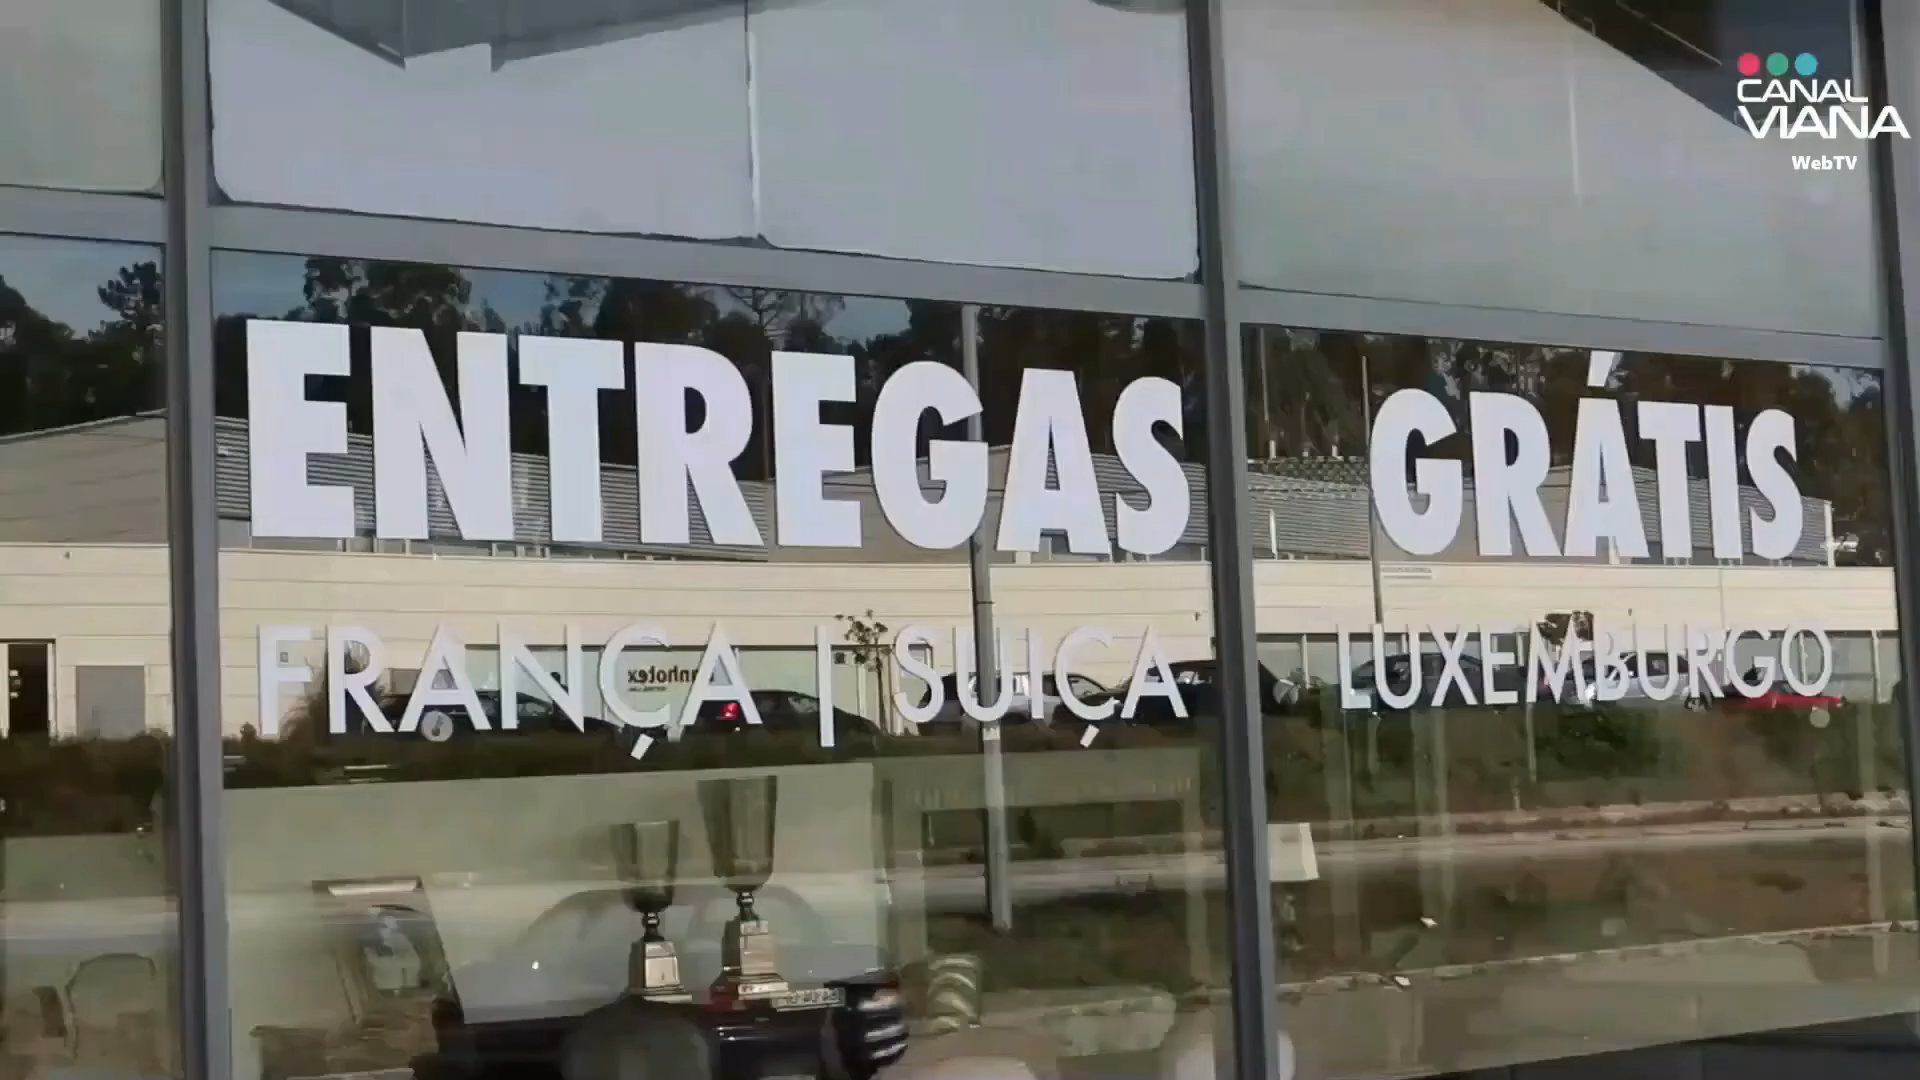 CANAL
VIANA
WebTV
ENTREGAS GRÁTIS
FRANÇA | SUIÇA LUXEMBURGO